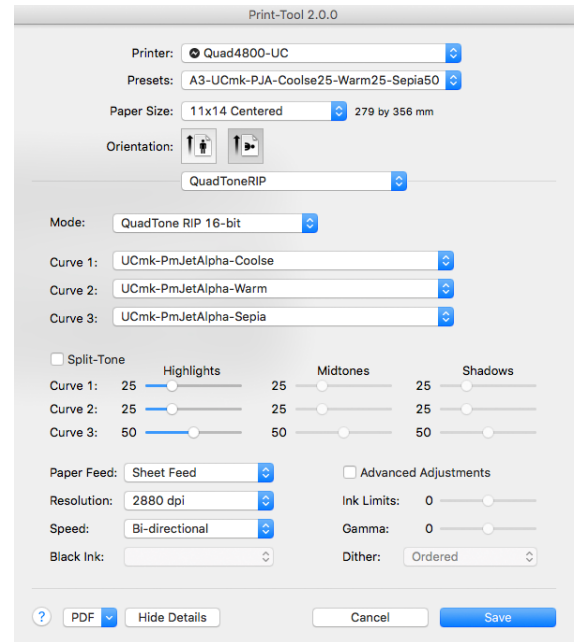 Print-Tool 2.0.0
Printer: Quad4800-UC
Presets: A3-UCmk-PJA-Coolse25-Warm25-Sepia50
Paper Size: 11x14 Centered 279 by 356 mm
Orientation:
QuadToneRIP
Mode: QuadTone RIP 16-bit
Curve 1: UCmk-PmJetAlpha-Coolse
Curve 2: UCmk-PmJetAlpha-Warm
Curve 3: UCmk-PmJetAlpha-Sepia
Split-Tone
Highlights Midtones Shadows
Curve 1: 25 25 25
Curve 2: 25 25 25
Curve 3: 50 50 50
Paper Feed: Sheet Feed Advanced Adjustments
Resolution: 2880 dpi Ink Limits: 0
Speed: Bi-directional Gamma: 0
Black Ink: Dither: Ordered
? PDF Hide Details Cancel Save